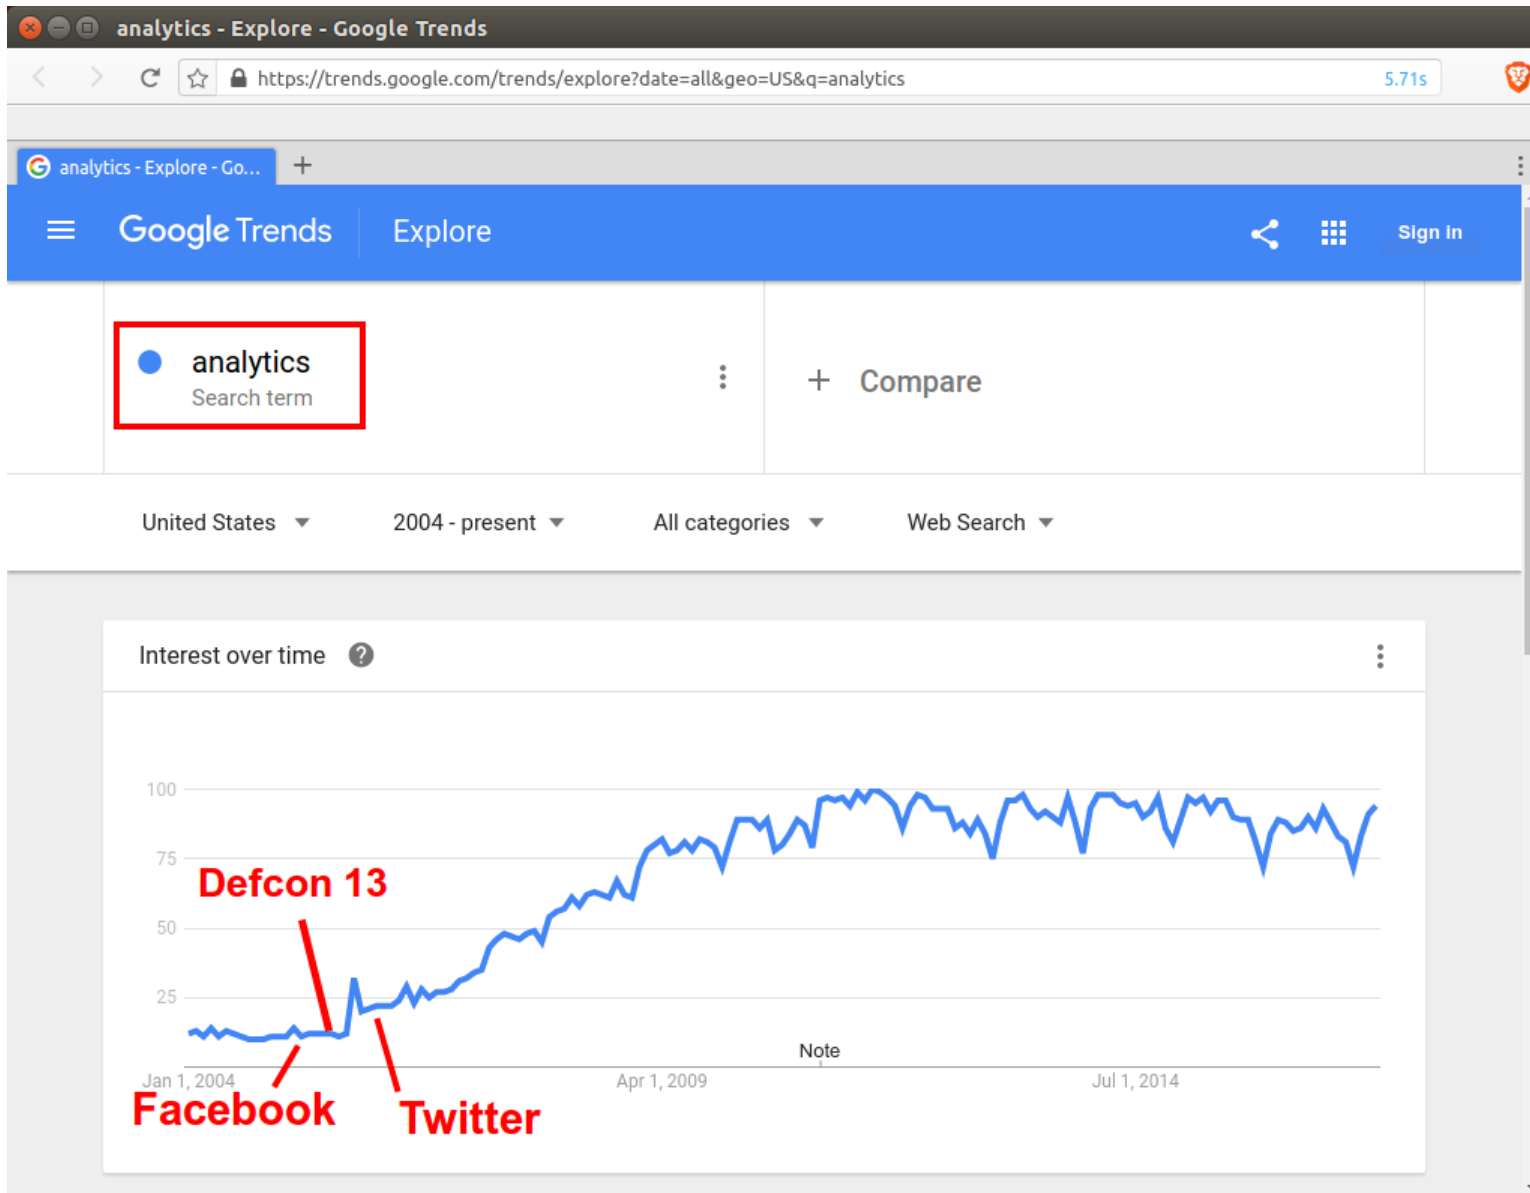 analytics - Explore - Google Trends
https://trends.google.com/trends/explore?date=all&geo=US&q=analytics 5.71s
analytics - Explore - Go...
Google Trends Explore Sign in
analytics
Search term
Compare
United States 2004 - present All categories Web Search
Interest over time
100
75
Defcon 13
50
25
Note
Jan 1, 2004 Apr 1, 2009 Jul 1, 2014
Facebook Twitter